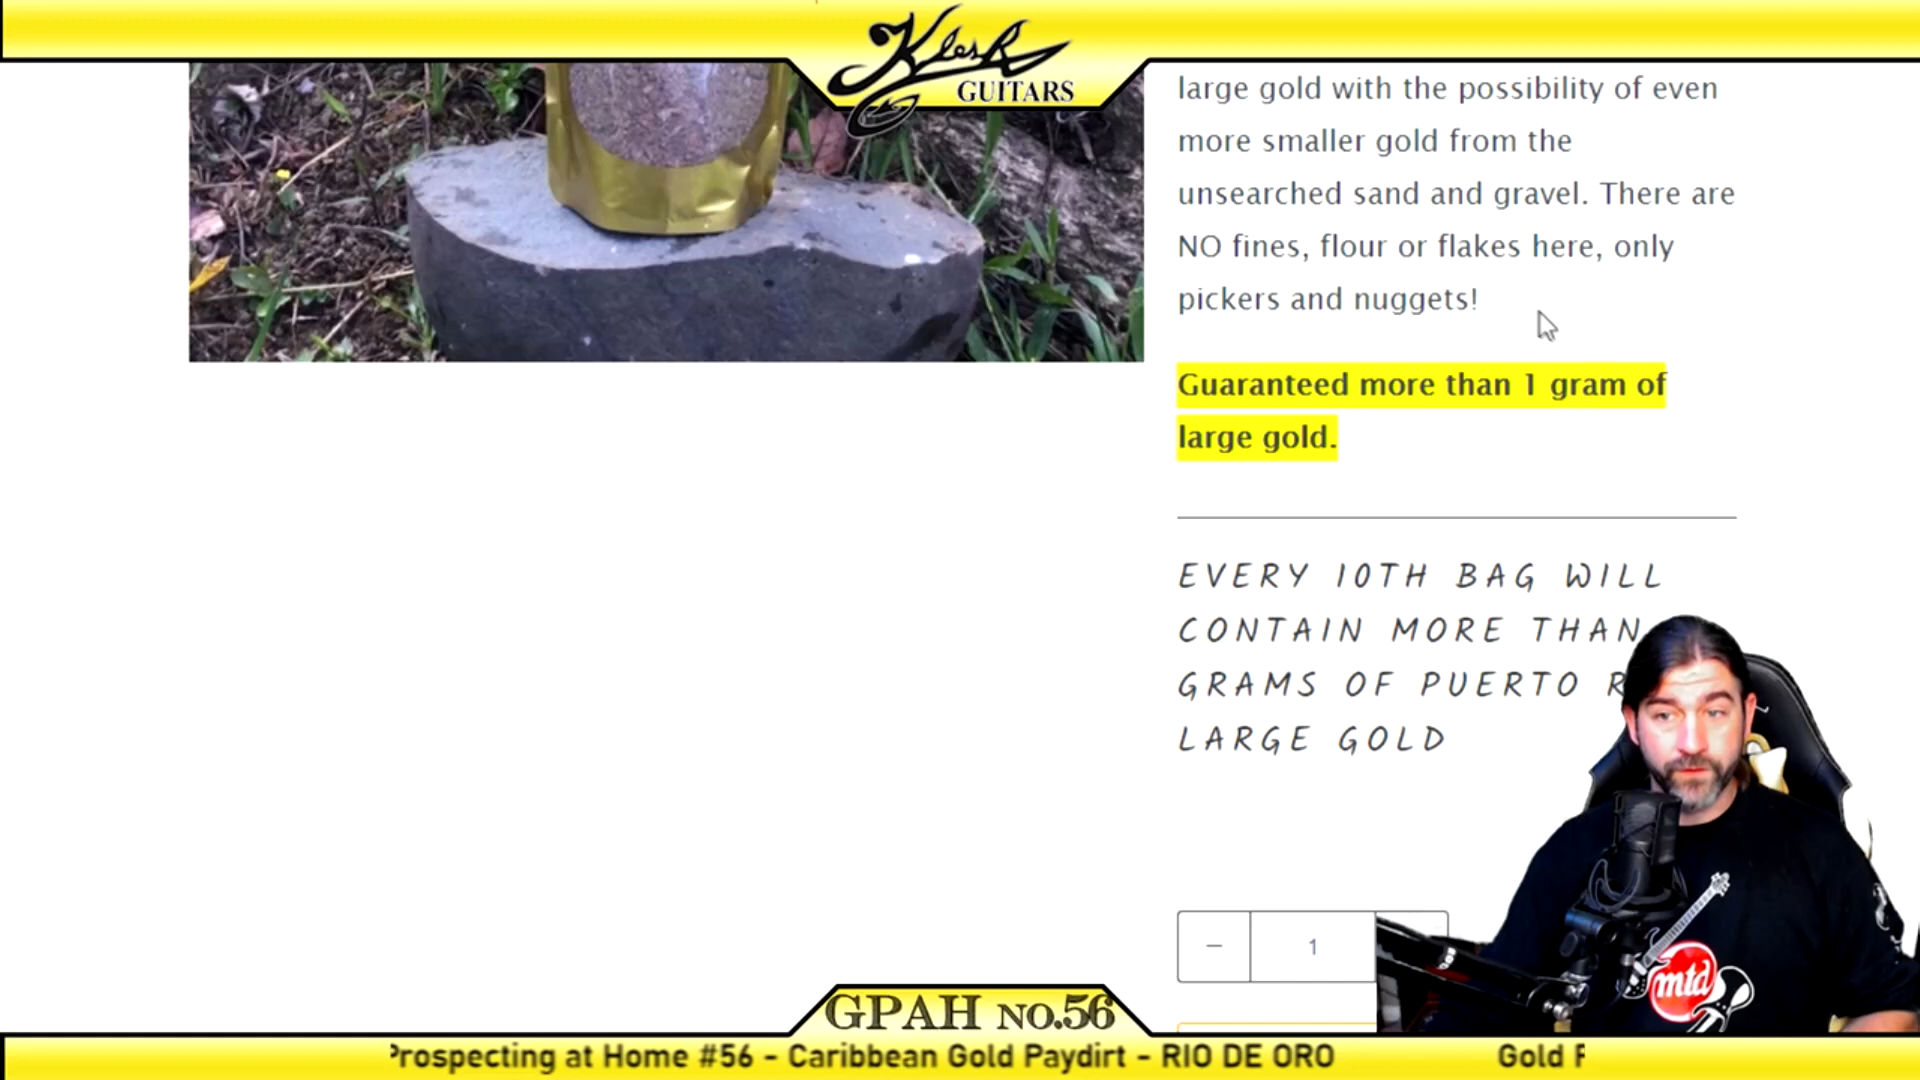 Klesk
GUITARS
large gold with the possibility of even
more smaller gold from the
unsearched sand and gravel. There are
NO fines, flour or flakes here, only
pickers and nuggets!
Guaranteed more than 1 gram of
large gold.
EVERY 10TH BAG WILL
CONTAIN MORE THAN
GRAMS OF PUERTO R
LARGE GOLD
− 1
mtd
GPAH NO.56
Prospecting at Home #56 - Caribbean Gold Paydirt - RIO DE ORO Gold